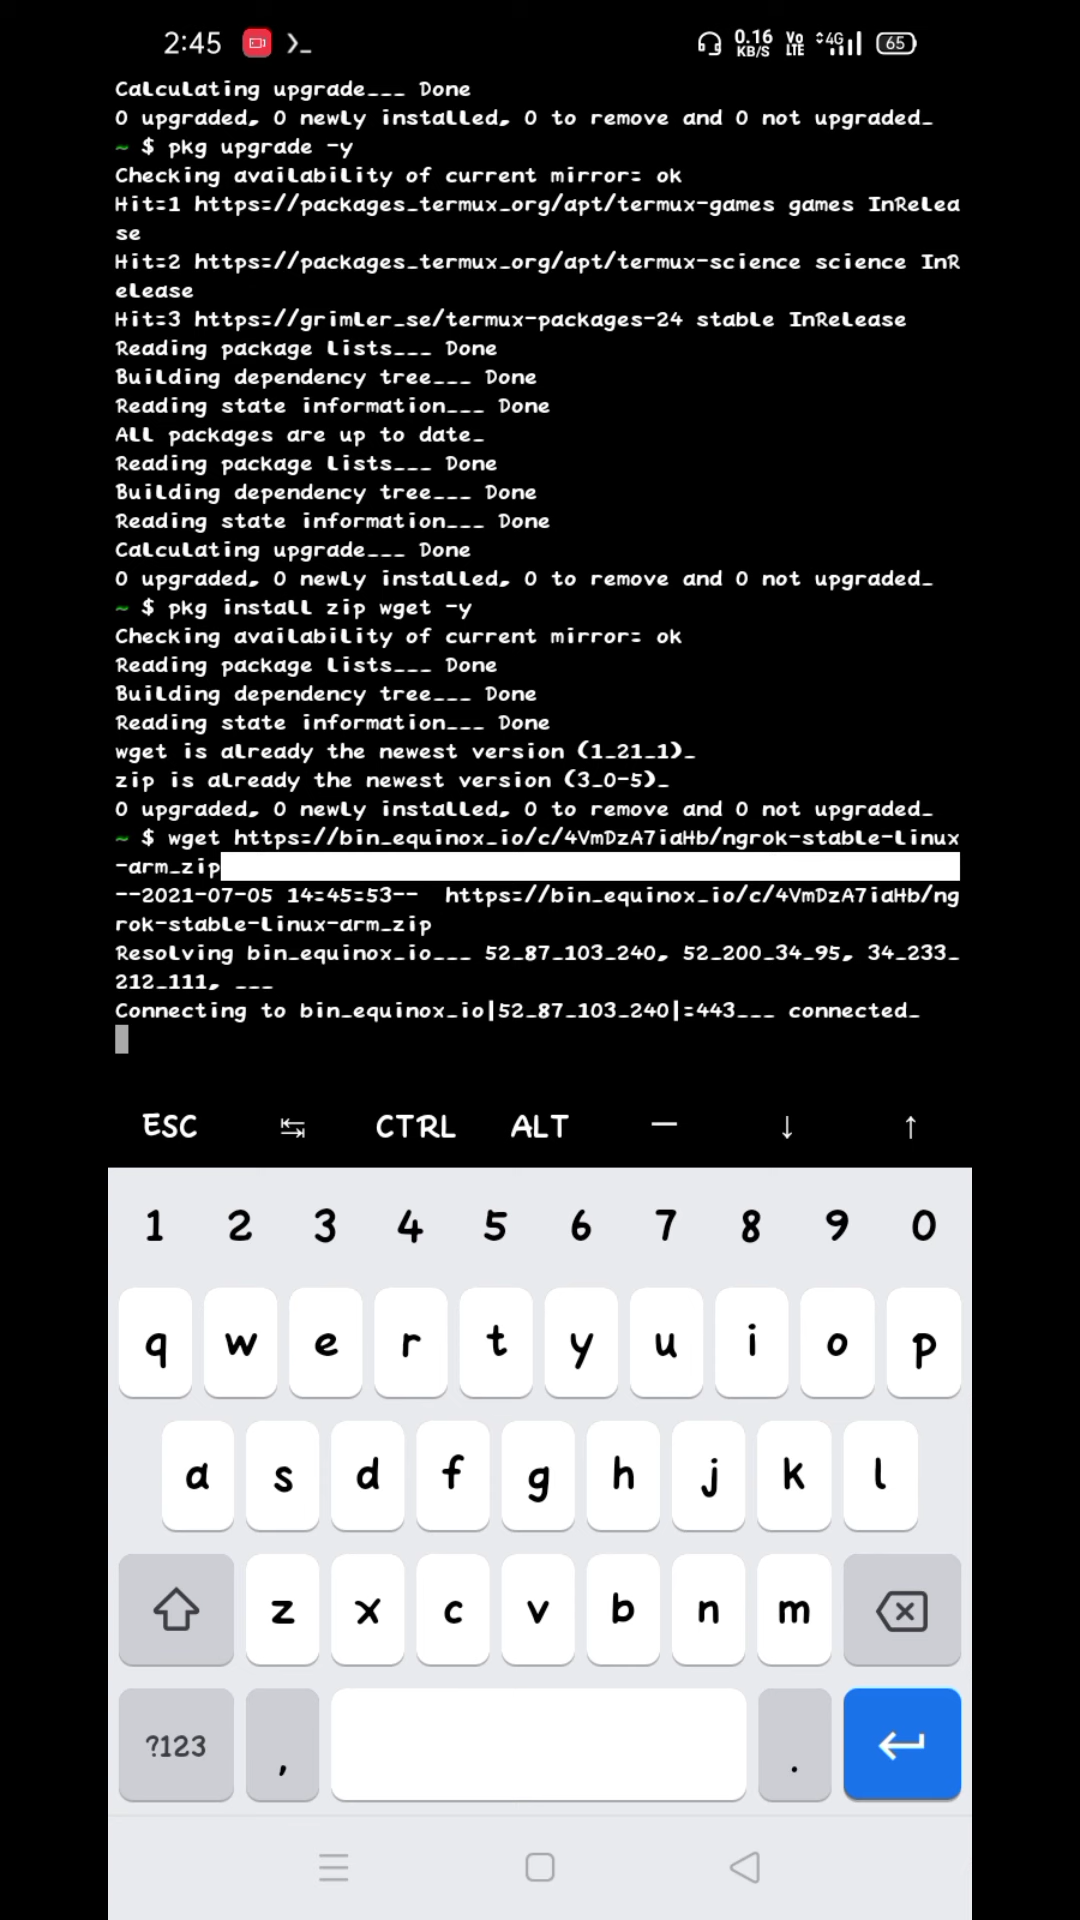 2:45 0.16 KB/S Vo LTE 4G 65
Calculating upgrade... Done
0 upgraded, 0 newly installed, 0 to remove and 0 not upgraded.
~ $ pkg upgrade -y
Checking availability of current mirror: ok
Hit:1 https://packages.termux.org/apt/termux-games games InRelea
se
Hit:2 https://packages.termux.org/apt/termux-science science InR
elease
Hit:3 https://grimler.se/termux-packages-24 stable InRelease
Reading package lists... Done
Building dependency tree... Done
Reading state information... Done
All packages are up to date.
Reading package lists... Done
Building dependency tree... Done
Reading state information... Done
Calculating upgrade... Done
0 upgraded, 0 newly installed, 0 to remove and 0 not upgraded.
~ $ pkg install zip wget -y
Checking availability of current mirror: ok
Reading package lists... Done
Building dependency tree... Done
Reading state information... Done
wget is already the newest version (1.21.1).
zip is already the newest version (3.0-5).
0 upgraded, 0 newly installed, 0 to remove and 0 not upgraded.
~ $ wget https://bin.equinox.io/c/4VmDzA7iaHb/ngrok-stable-linux
-arm.zip
--2021-07-05 14:45:53--  https://bin.equinox.io/c/4VmDzA7iaHb/ng
rok-stable-linux-arm.zip
Resolving bin.equinox.io... 52.87.103.240, 52.200.34.95, 34.233.
212.111, ...
Connecting to bin.equinox.io|52.87.103.240|:443... connected.
ESC ↹ CTRL ALT — ↓ ↑
1 2 3 4 5 6 7 8 9 0
q w e r t y u i o p
a s d f g h j k l
z x c v b n m
?123 , .